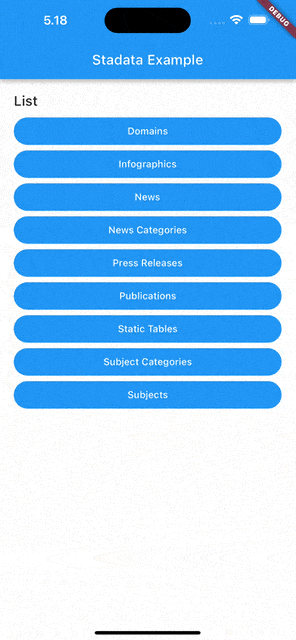 5.18
DEBUG
Stadata Example
List
Domains
Infographics
News
News Categories
Press Releases
Publications
Static Tables
Subject Categories
Subjects